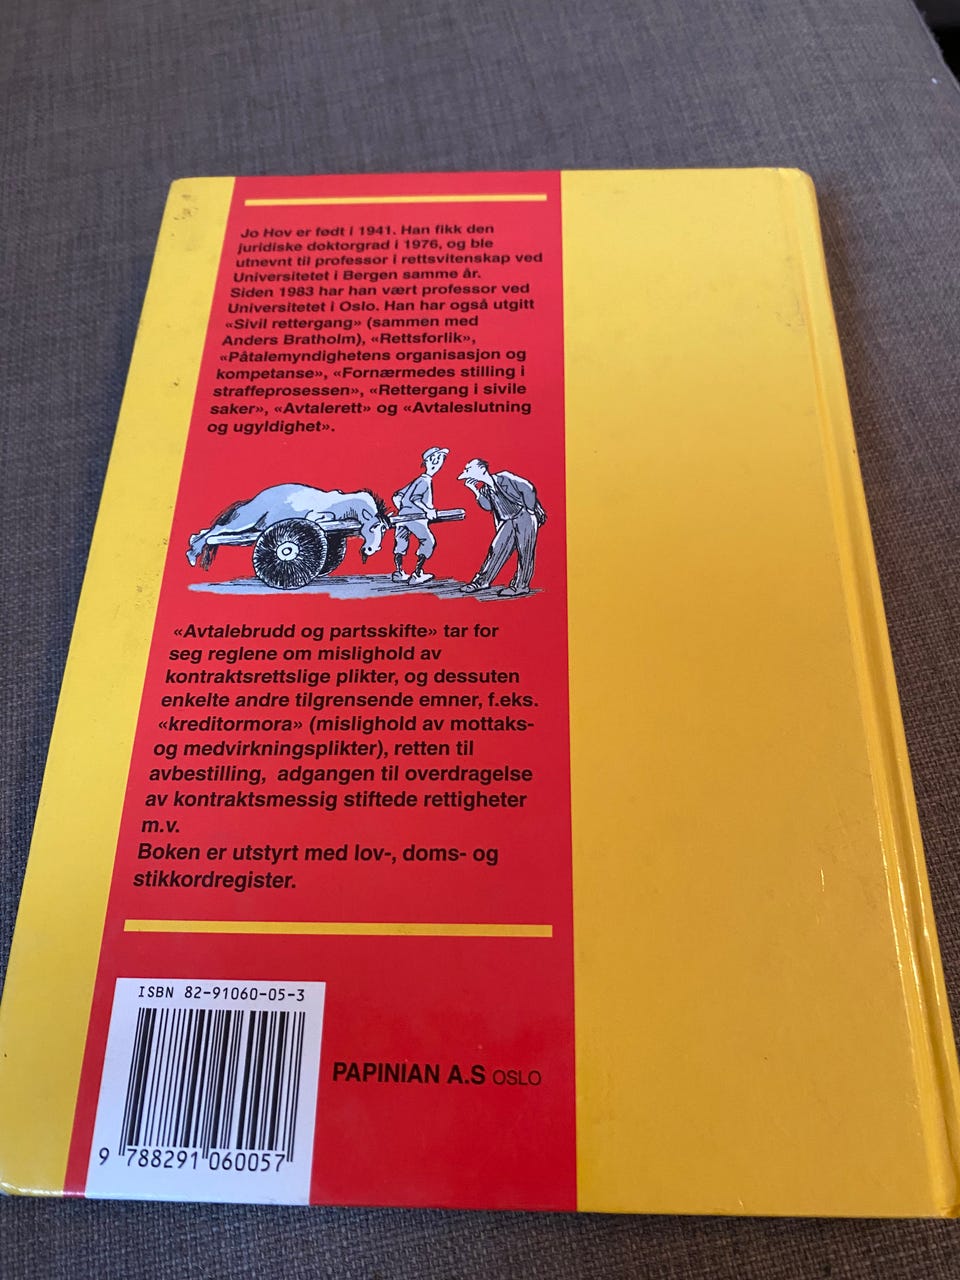 Jo Hov er født i 1941. Han fikk den
juridiske doktorgrad i 1976, og ble
utnevnt til professor i rettsvitenskap ved
Universitetet i Bergen samme år.
Siden 1983 har han vært professor ved
Universitetet i Oslo. Han har også utgitt
«Sivil rettergang» (sammen med
Anders Bratholm), «Rettsforlik»,
«Påtalemyndighetens organisasjon og
kompetanse», «Fornærmedes stilling i
straffeprosessen», «Rettergang i sivile
saker», «Avtalerett» og «Avtaleslutning
og ugyldighet».
«Avtalebrudd og partsskifte» tar for
seg reglene om mislighold av
kontraktsrettslige plikter, og dessuten
enkelte andre tilgrensende emner, f.eks.
«kreditormora» (mislighold av mottaks-
og medvirkningsplikter), retten til
avbestilling, adgangen til overdragelse
av kontraktsmessig stiftede rettigheter
m.v.
Boken er utstyrt med lov-, doms- og
stikkordregister.
ISBN 82-91060-05-3
9 788291 060057
PAPINIAN A.S OSLO